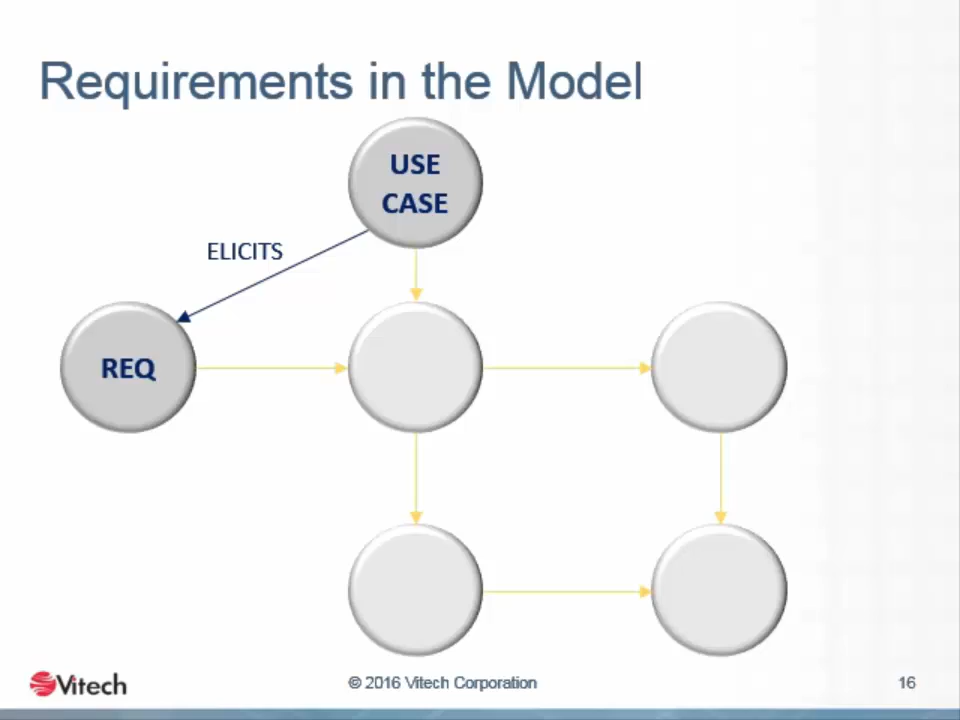 Requirements in the Model
USE
CASE
ELICITS
REQ
Vitech
© 2016 Vitech Corporation
16